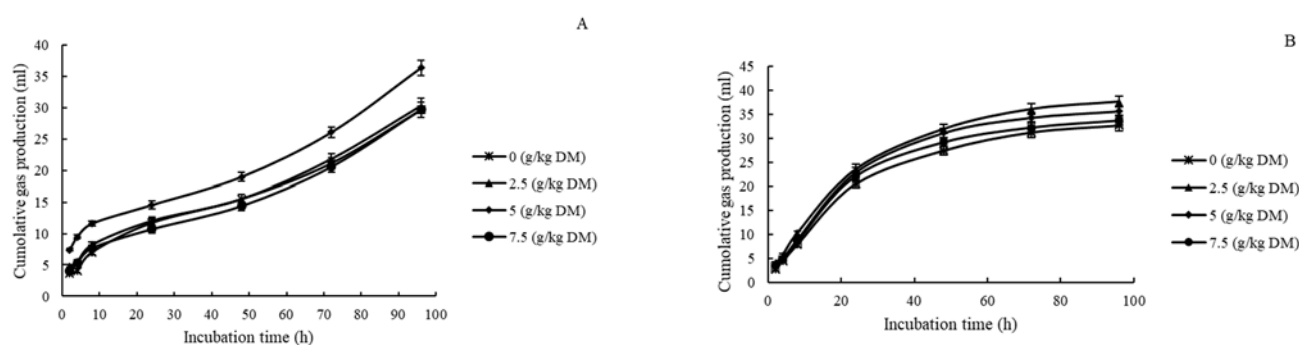 A
Cumulative gas production (ml)
40
35
30
25
20
15
10
5
0
0 10 20 30 40 50 60 70 80 90 100
Incubation time (h)
0 (g/kg DM)
2.5 (g/kg DM)
5 (g/kg DM)
7.5 (g/kg DM)
B
Cumolative gas production (ml)
45
40
35
30
25
20
15
10
5
0
0 20 40 60 80 100
Incubation time (h)
0 (g/kg DM)
2.5 (g/kg DM)
5 (g/kg DM)
7.5 (g/kg DM)